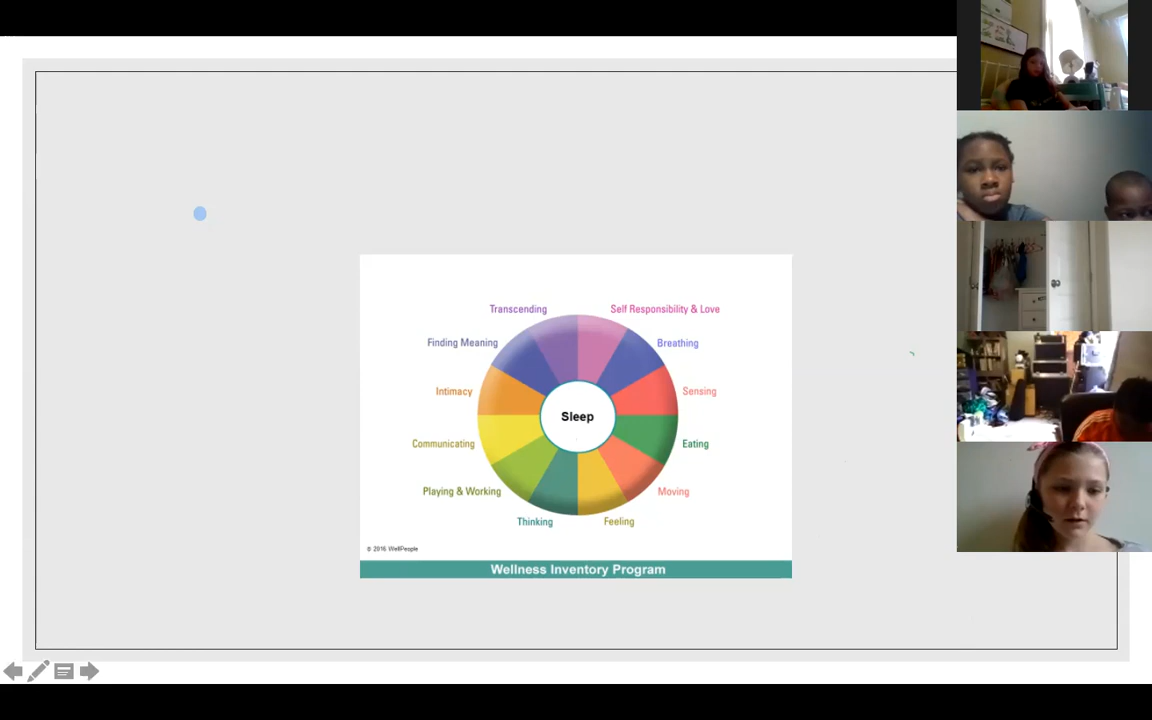 Transcending
Self Responsibility & Love
Finding Meaning
Breathing
Intimacy
Sensing
Sleep
Communicating
Eating
Playing & Working
Moving
Thinking
Feeling
© 2016 WellPeople
Wellness Inventory Program